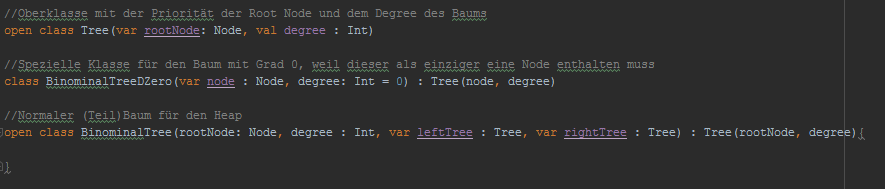 //Oberklasse mit der Priorität der Root Node und dem Degree des Baums
open class Tree(var rootNode: Node, val degree : Int)
//Spezielle Klasse für den Baum mit Grad 0, weil dieser als einziger eine Node enthalten muss
class BinominalTreeDZero(var node : Node, degree: Int = 0) : Tree(node, degree)
//Normaler (Teil)Baum für den Heap
open class BinominalTree(rootNode: Node, degree : Int, var leftTree : Tree, var rightTree : Tree) : Tree(rootNode, degree){
}